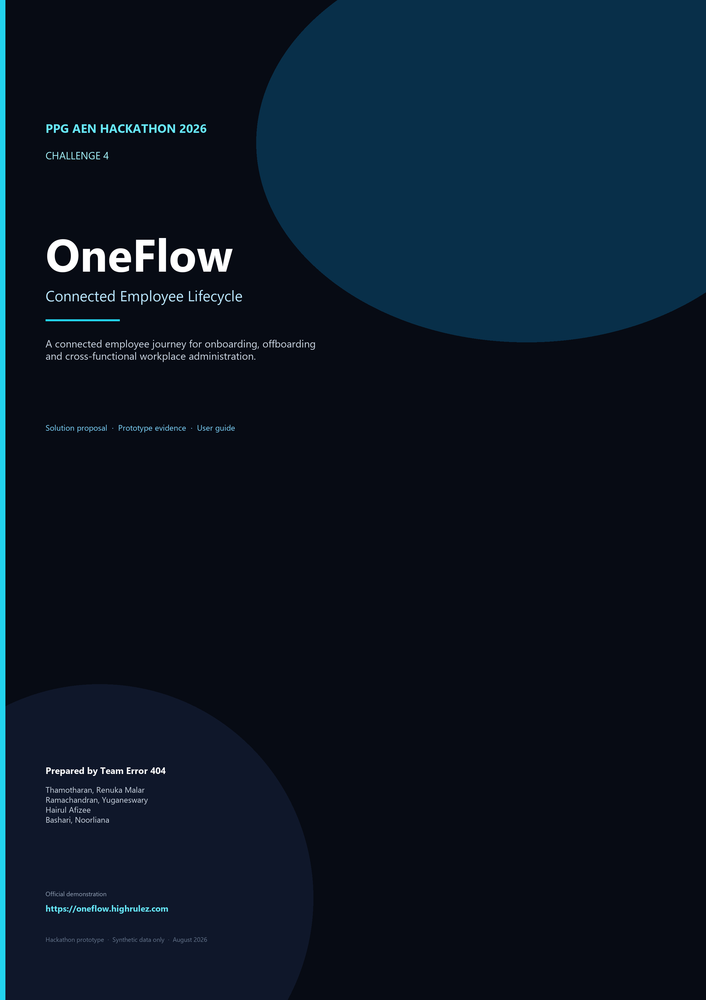 PPG AEN HACKATHON 2026
CHALLENGE 4
OneFlow
Connected Employee Lifecycle
A connected employee journey for onboarding, offboarding
and cross-functional workplace administration.
Solution proposal · Prototype evidence · User guide
Prepared by Team Error 404
Thamotharan, Renuka Malar
Ramachandran, Yuganeswary
Hairul Afizee
Bashari, Noorliana
Official demonstration
https://oneflow.highrulez.com
Hackathon prototype · Synthetic data only · August 2026